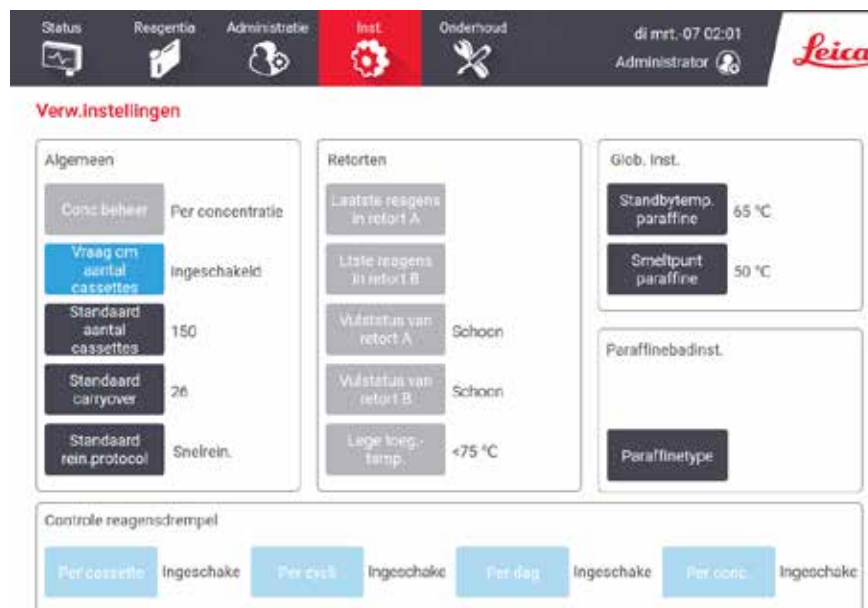 Status Reagentia Administratie Inst. Onderhoud di mrt.-07 02:01
Administrator
Leica
Verw.instellingen
Algemeen
Conc.beheer Per concentratie
Vraag om
aantal
cassettes
Ingeschakeld
Standaard
aantal
cassettes
150
Standaard
carryover
26
Standaard
rein.protocol
Snelrein.
Retorten
Laatste reagens
in retort A
Ltste reagens
in retort B
Vulstatus van
retort A
Schoon
Vulstatus van
retort B
Schoon
Lege toeg.-
temp.
<75 °C
Glob. Inst.
Standbytemp.
paraffine
65 °C
Smeltpunt
paraffine
50 °C
Paraffinebadinst.
Paraffinetype
Controle reagensdrempel
Per cassette Ingeschake Per cycli Ingeschake Per dag Ingeschake Per conc. Ingeschake